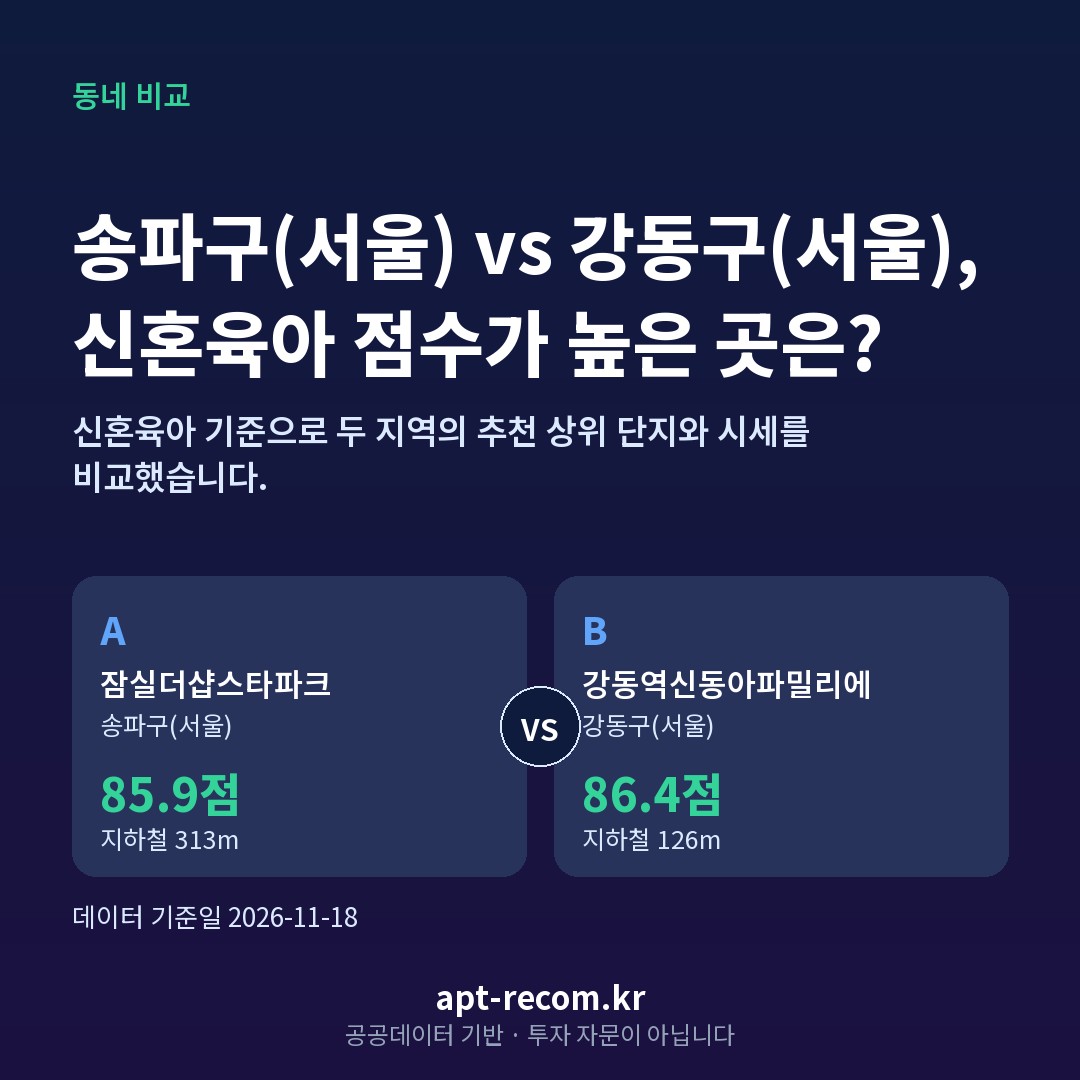 동네 비교
송파구(서울) vs 강동구(서울),
신혼육아 점수가 높은 곳은?
신혼육아 기준으로 두 지역의 추천 상위 단지와 시세를
비교했습니다.
A
잠실더샵스타파크
송파구(서울)
85.9점
지하철 313m
VS
B
강동역신동아파밀리에
강동구(서울)
86.4점
지하철 126m
데이터 기준일 2026-11-18
apt-recom.kr
공공데이터 기반 · 투자 자문이 아닙니다